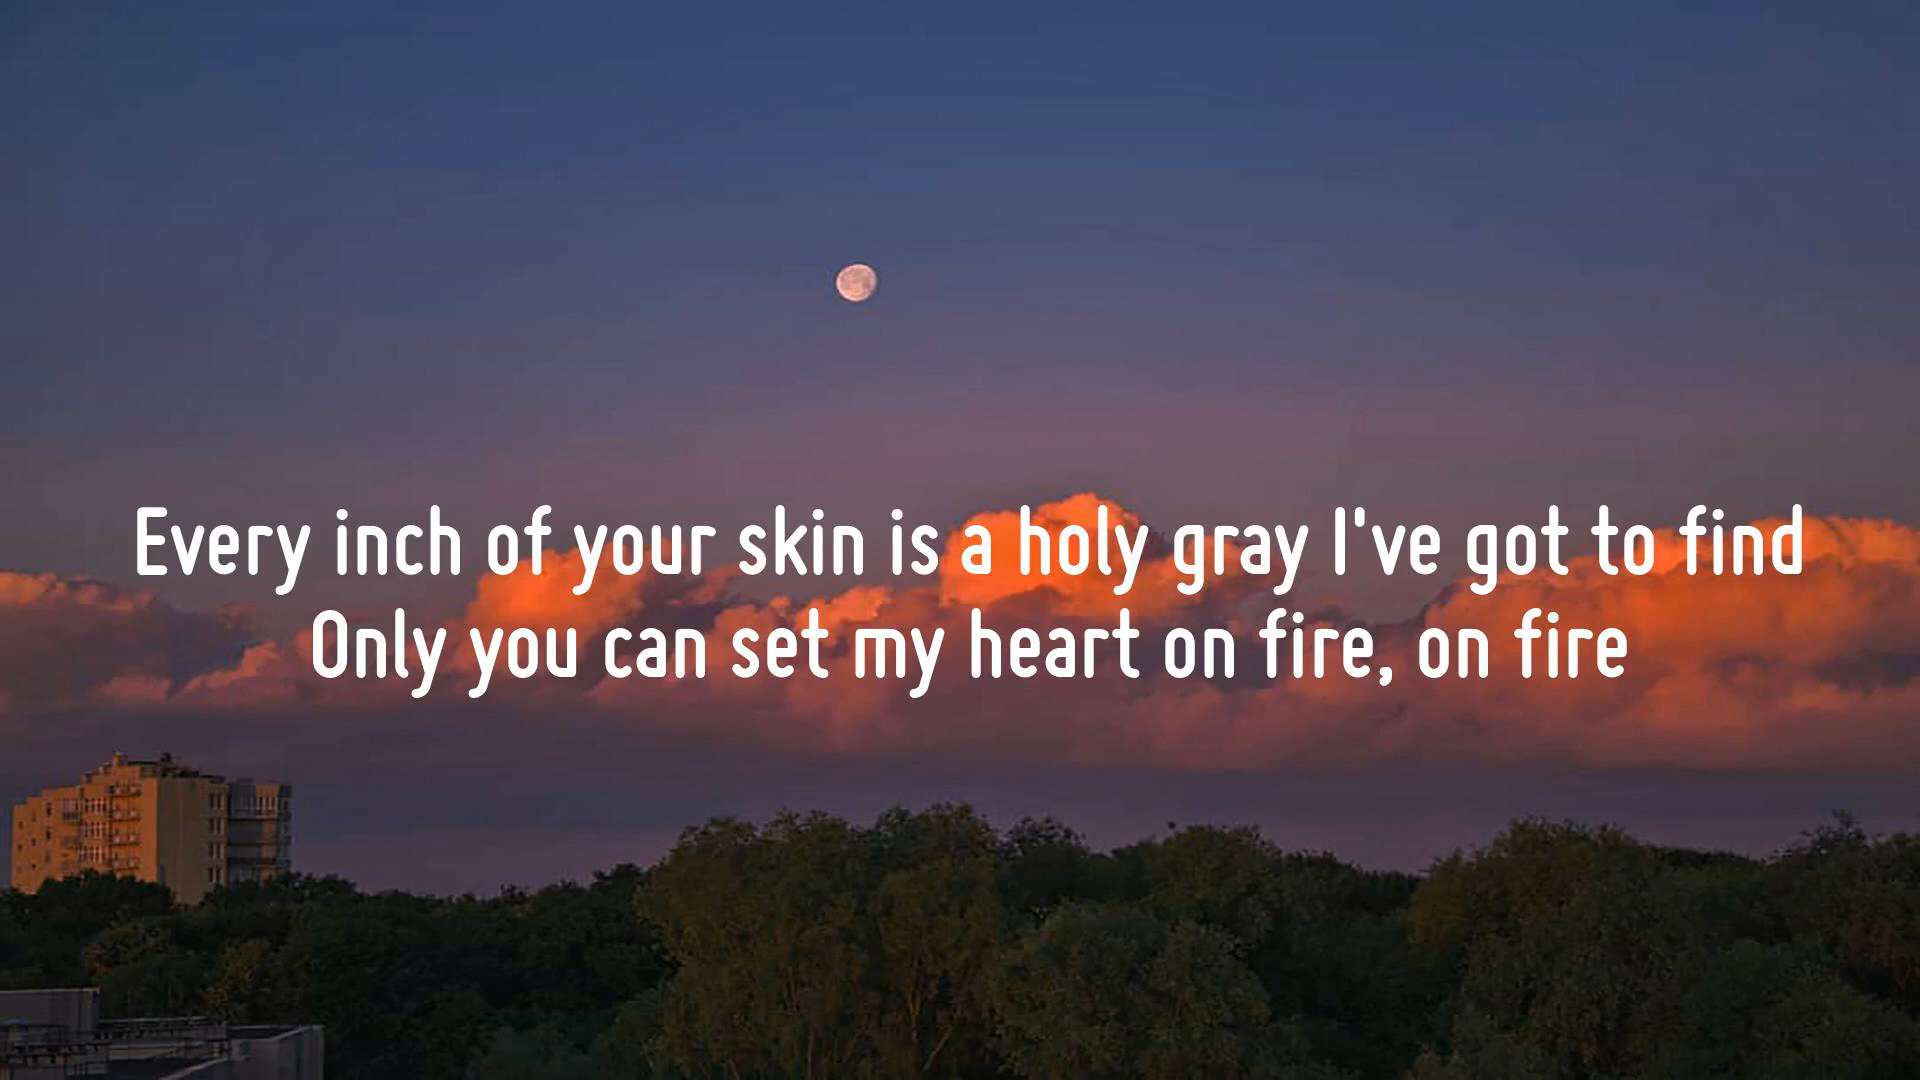 Every inch of your skin is a holy gray I've got to find
Only you can set my heart on fire, on fire